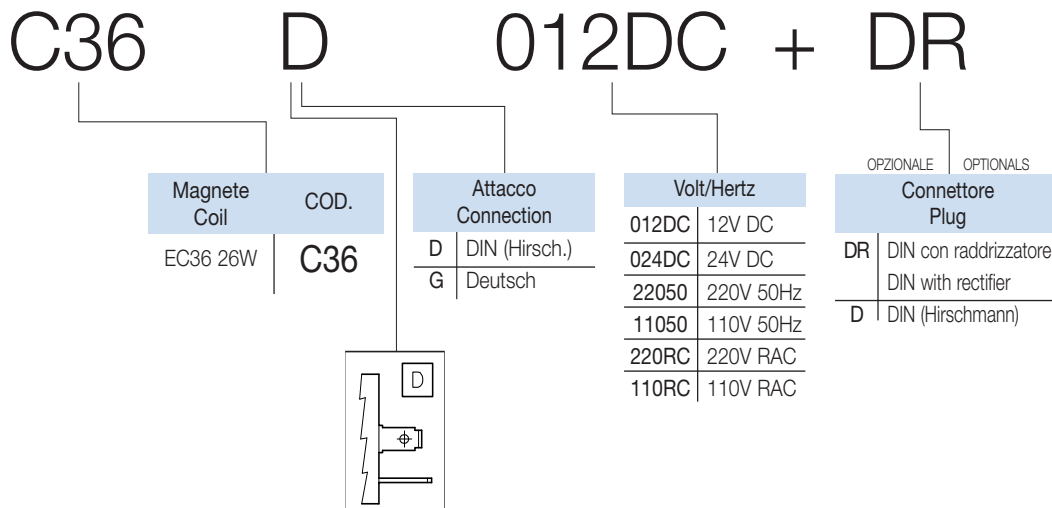 C36 D 012DC + DR
OPZIONALE OPTIONALS
Magnete
Coil
COD.
EC36 26W C36
Attacco
Connection
D DIN (Hirsch.)
G Deutsch
Volt/Hertz
012DC 12V DC
024DC 24V DC
22050 220V 50Hz
11050 110V 50Hz
220RC 220V RAC
110RC 110V RAC
Connettore
Plug
DR DIN con raddrizzatore
DIN with rectifier
D DIN (Hirschmann)
D